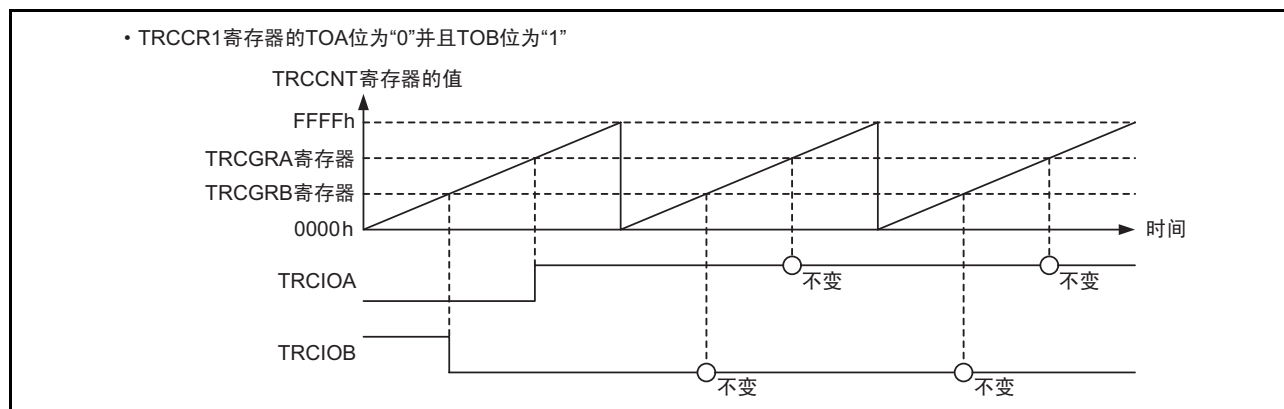 • TRCCR1寄存器的TOA位为“0”并且TOB位为“1”
TRCCNT寄存器的值
FFFFh
TRCGRA寄存器
TRCGRB寄存器
0000h
时间
TRCIOA
不变
不变
TRCIOB
不变
不变